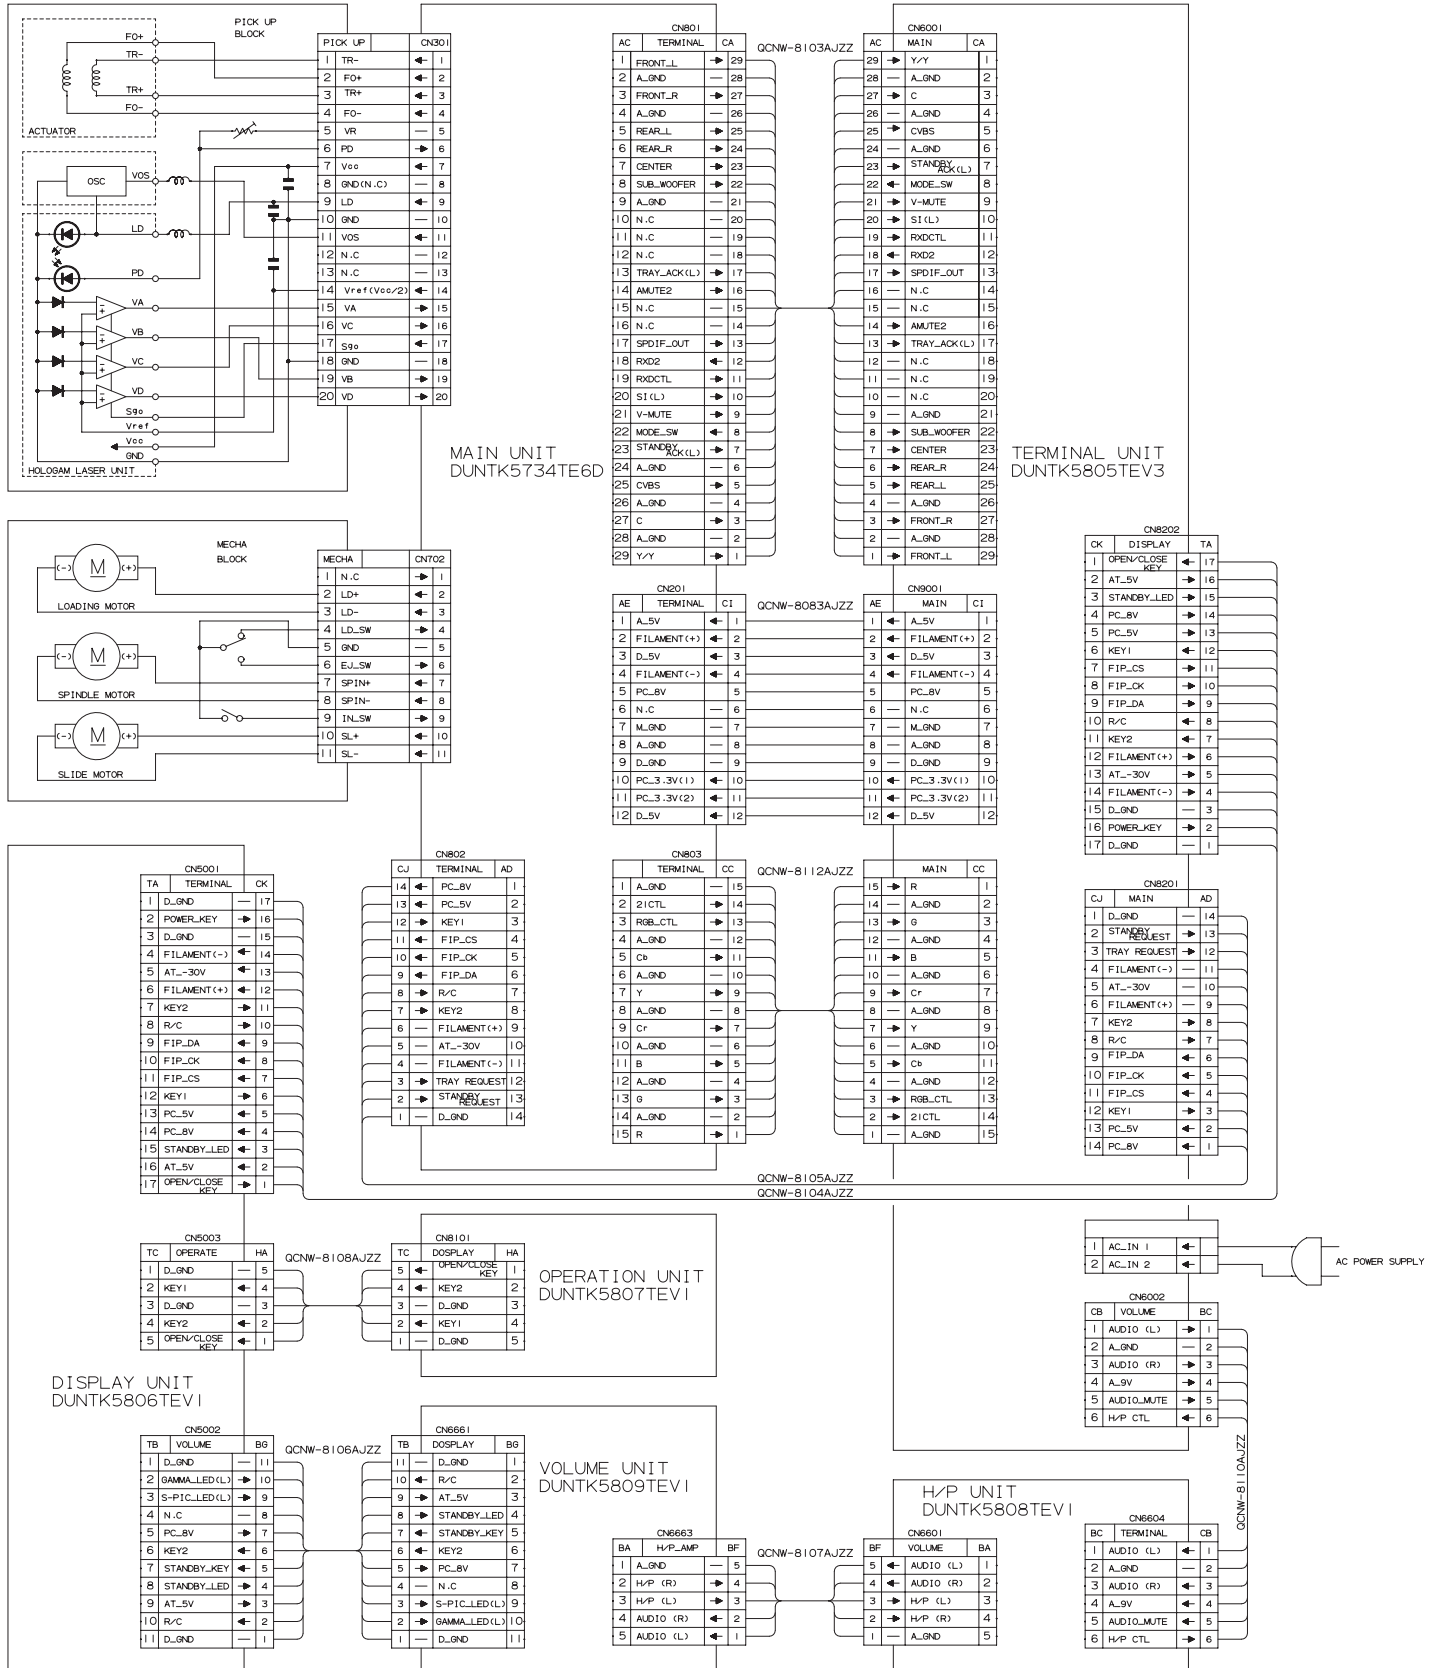 PICK UP
BLOCK
FO+
TR-
TR+
FO-
ACTUATOR
OSC
VOS
LD
PD
VA
VB
VC
VD
Sgo
Vref
Vcc
GND
HOLOGAM LASER UNIT
PICK UP CN301
1 TR- 1
2 FO+ 2
3 TR+ 3
4 FO- 4
5 VR — 5
6 PD 6
7 Vcc 7
8 GND(N.C) — 8
9 LD 9
10 GND — 10
11 VOS 11
12 N.C — 12
13 N.C — 13
14 Vref(Vcc/2) 14
15 VA 15
16 VC 16
17 Sgo 17
18 GND — 18
19 VB 19
20 VD 20
MAIN UNIT
DUNTK5734TE6D
CN801
AC TERMINAL CA
1 FRONT_L 29
2 A_GND — 28
3 FRONT_R 27
4 A_GND — 26
5 REAR_L 25
6 REAR_R 24
7 CENTER 23
8 SUB_WOOFER 22
9 A_GND — 21
10 N.C — 20
11 N.C — 19
12 N.C — 18
13 TRAY_ACK(L) 17
14 AMUTE2 16
15 N.C — 15
16 N.C — 14
17 SPDIF_OUT 13
18 RXD2 12
19 RXDCTL 11
20 SI(L) 10
21 V-MUTE 9
22 MODE_SW 8
23 STANDBY ACK(L) 7
24 A_GND — 6
25 CVBS 5
26 A_GND — 4
27 C 3
28 A_GND — 2
29 Y/Y 1
QCNW-8103AJZZ
CN6001
AC MAIN CA
29 Y/Y 1
28 — A_GND 2
27 C 3
26 — A_GND 4
25 CVBS 5
24 — A_GND 6
23 STANDBY ACK(L) 7
22 MODE_SW 8
21 V-MUTE 9
20 SI(L) 10
19 RXDCTL 11
18 RXD2 12
17 SPDIF_OUT 13
16 — N.C 14
15 — N.C 15
14 AMUTE2 16
13 TRAY_ACK(L) 17
12 — N.C 18
11 — N.C 19
10 — N.C 20
9 — A_GND 21
8 SUB_WOOFER 22
7 CENTER 23
6 REAR_R 24
5 REAR_L 25
4 — A_GND 26
3 FRONT_R 27
2 — A_GND 28
1 FRONT_L 29
TERMINAL UNIT
DUNTK5805TEV3
MECHA
BLOCK
(-) M (+)
LOADING MOTOR
(-) M (+)
SPINDLE MOTOR
(-) M (+)
SLIDE MOTOR
MECHA CN702
1 N.C 1
2 LD+ 2
3 LD- 3
4 LD_SW 4
5 GND — 5
6 EJ_SW 6
7 SPIN+ 7
8 SPIN- 8
9 IN_SW 9
10 SL+ 10
11 SL- 11
CN201
AE TERMINAL CI
1 A_5V 1
2 FILAMENT(+) 2
3 D_5V 3
4 FILAMENT(-) 4
5 PC_8V 5
6 N.C — 6
7 M_GND — 7
8 A_GND — 8
9 D_GND — 9
10 PC_3.3V(1) 10
11 PC_3.3V(2) 11
12 D_5V 12
QCNW-8083AJZZ
CN9001
AE MAIN CI
1 A_5V 1
2 FILAMENT(+) 2
3 D_5V 3
4 FILAMENT(-) 4
5 PC_8V 5
6 — N.C 6
7 — M_GND 7
8 — A_GND 8
9 — D_GND 9
10 PC_3.3V(1) 10
11 PC_3.3V(2) 11
12 D_5V 12
CN8202
CK DISPLAY TA
1 OPEN/CLOSE KEY 17
2 AT_5V 16
3 STANDBY_LED 15
4 PC_8V 14
5 PC_5V 13
6 KEY1 12
7 FIP_CS 11
8 FIP_CK 10
9 FIP_DA 9
10 R/C 8
11 KEY2 7
12 FILAMENT(+) 6
13 AT_-30V 5
14 FILAMENT(-) 4
15 D_GND — 3
16 POWER_KEY 2
17 D_GND — 1
CN5001
TA TERMINAL CK
1 D_GND — 17
2 POWER_KEY 16
3 D_GND — 15
4 FILAMENT(-) 14
5 AT_-30V 13
6 FILAMENT(+) 12
7 KEY2 11
8 R/C 10
9 FIP_DA 9
10 FIP_CK 8
11 FIP_CS 7
12 KEY1 6
13 PC_5V 5
14 PC_8V 4
15 STANDBY_LED 3
16 AT_5V 2
17 OPEN/CLOSE KEY 1
CN802
CJ TERMINAL AD
14 PC_8V 1
13 PC_5V 2
12 KEY1 3
11 FIP_CS 4
10 FIP_CK 5
9 FIP_DA 6
8 R/C 7
7 KEY2 8
6 — FILAMENT(+) 9
5 — AT_-30V 10
4 — FILAMENT(-) 11
3 TRAY REQUEST 12
2 STANDBY REQUEST 13
1 — D_GND 14
CN803
TERMINAL CC
1 A_GND — 15
2 21CTL 14
3 RGB_CTL 13
4 A_GND — 12
5 Cb 11
6 A_GND — 10
7 Y 9
8 A_GND — 8
9 Cr 7
10 A_GND — 6
11 B 5
12 A_GND — 4
13 G 3
14 A_GND — 2
15 R 1
QCNW-8112AJZZ
MAIN CC
15 R 1
14 — A_GND 2
13 G 3
12 — A_GND 4
11 B 5
10 — A_GND 6
9 Cr 7
8 — A_GND 8
7 Y 9
6 — A_GND 10
5 Cb 11
4 — A_GND 12
3 RGB_CTL 13
2 21CTL 14
1 — A_GND 15
CN8201
CJ MAIN AD
1 D_GND — 14
2 STANDBY REQUEST 13
3 TRAY REQUEST 12
4 FILAMENT(-) — 11
5 AT_-30V — 10
6 FILAMENT(+) — 9
7 KEY2 8
8 R/C 7
9 FIP_DA 6
10 FIP_CK 5
11 FIP_CS 4
12 KEY1 3
13 PC_5V 2
14 PC_8V 1
QCNW-8105AJZZ
QCNW-8104AJZZ
CN5003
TC OPERATE HA
1 D_GND — 5
2 KEY1 4
3 D_GND — 3
4 KEY2 2
5 OPEN/CLOSE KEY 1
QCNW-8108AJZZ
CN8101
TC DOSPLAY HA
5 OPEN/CLOSE KEY 1
4 KEY2 2
3 — D_GND 3
2 KEY1 4
1 — D_GND 5
OPERATION UNIT
DUNTK5807TEV1
1 AC_IN 1
2 AC_IN 2
AC POWER SUPPLY
CN6002
CB VOLUME BC
1 AUDIO (L) 1
2 A_GND — 2
3 AUDIO (R) 3
4 A_9V 4
5 AUDIO_MUTE 5
6 H/P CTL 6
DISPLAY UNIT
DUNTK5806TEV1
CN5002
TB VOLUME BG
1 D_GND — 11
2 GAMMA_LED(L) 10
3 S-PIC_LED(L) 9
4 N.C — 8
5 PC_8V 7
6 KEY2 6
7 STANDBY_KEY 5
8 STANDBY_LED 4
9 AT_5V 3
10 R/C 2
11 D_GND — 1
QCNW-8106AJZZ
CN6661
TB DOSPLAY BG
11 — D_GND 1
10 R/C 2
9 AT_5V 3
8 STANDBY_LED 4
7 STANDBY_KEY 5
6 KEY2 6
5 PC_8V 7
4 — N.C 8
3 S-PIC_LED(L) 9
2 GAMMA_LED(L) 10
1 — D_GND 11
VOLUME UNIT
DUNTK5809TEV1
CN6663
BA H/P_AMP BF
1 A_GND — 5
2 H/P (R) 4
3 H/P (L) 3
4 AUDIO (R) 2
5 AUDIO (L) 1
QCNW-8107AJZZ
H/P UNIT
DUNTK5808TEV1
CN6601
BF VOLUME BA
5 AUDIO (L) 1
4 AUDIO (R) 2
3 H/P (L) 3
2 H/P (R) 4
1 — A_GND 5
QCNW-8110AJZZ
CN6604
BC TERMINAL CB
1 AUDIO (L) 1
2 A_GND — 2
3 AUDIO (R) 3
4 A_9V 4
5 AUDIO_MUTE 5
6 H/P CTL 6